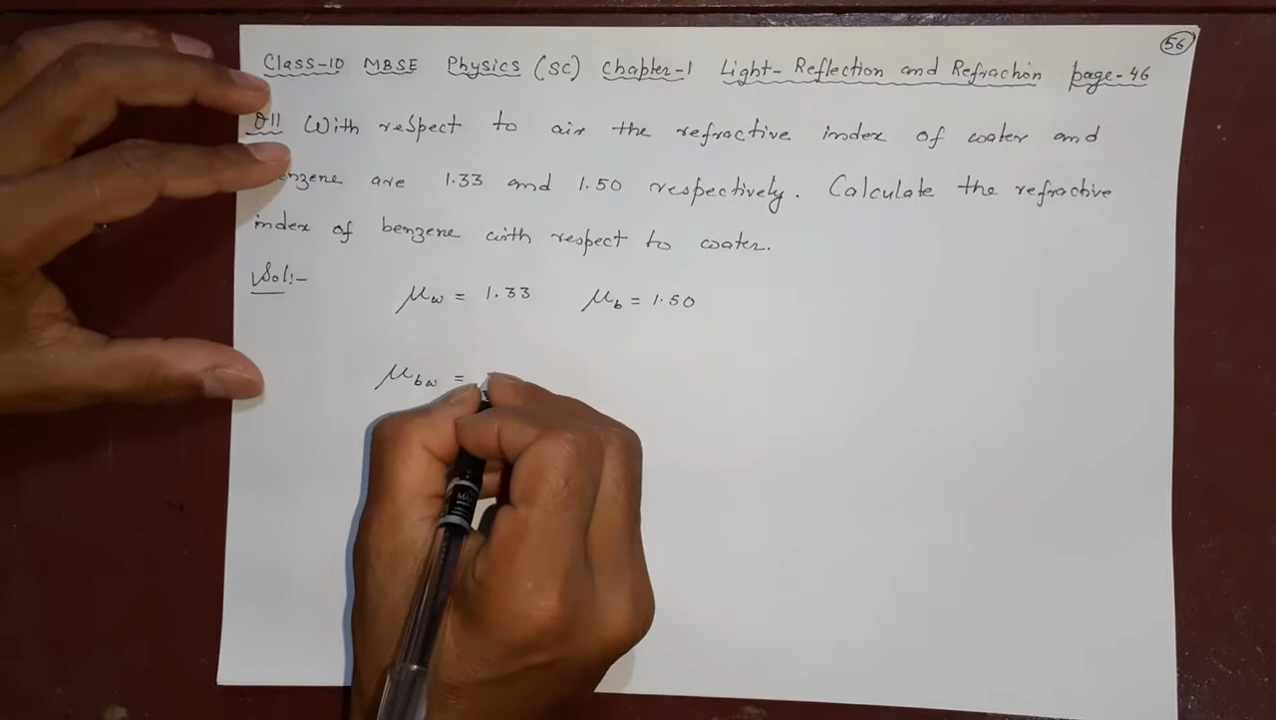 56
Class-10 MBSE Physics (SC) Chapter-1 Light-Reflection and Refraction page-46
Q11 With respect to air the refractive index of water and
enzene are 1.33 and 1.50 respectively. Calculate the refractive
index of benzene with respect to water.
Sol:-
μw = 1.33 μb = 1.50
μbw =